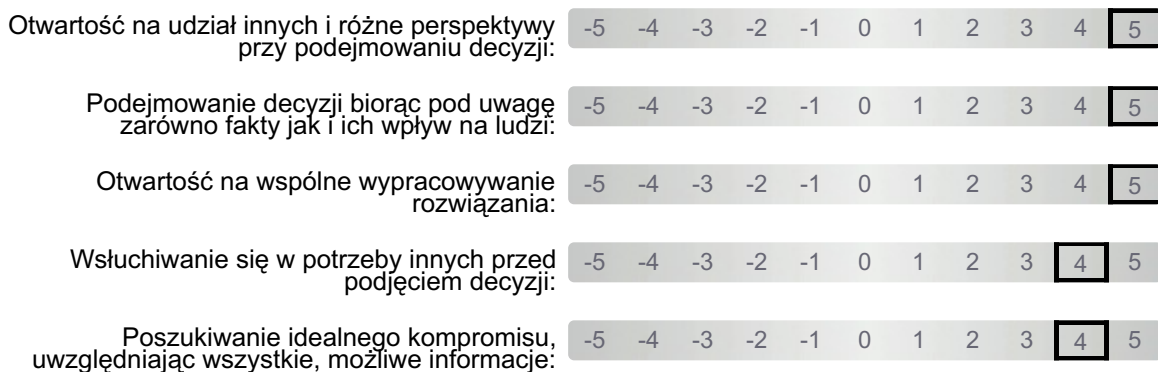 Otwartość na udział innych i różne perspektywy
przy podejmowaniu decyzji:
-5 -4 -3 -2 -1 0 1 2 3 4 5
Podejmowanie decyzji biorąc pod uwagę
zarówno fakty jak i ich wpływ na ludzi:
-5 -4 -3 -2 -1 0 1 2 3 4 5
Otwartość na wspólne wypracowywanie
rozwiązania:
-5 -4 -3 -2 -1 0 1 2 3 4 5
Wsłuchiwanie się w potrzeby innych przed
podjęciem decyzji:
-5 -4 -3 -2 -1 0 1 2 3 4 5
Poszukiwanie idealnego kompromisu,
uwzględniając wszystkie, możliwe informacje:
-5 -4 -3 -2 -1 0 1 2 3 4 5